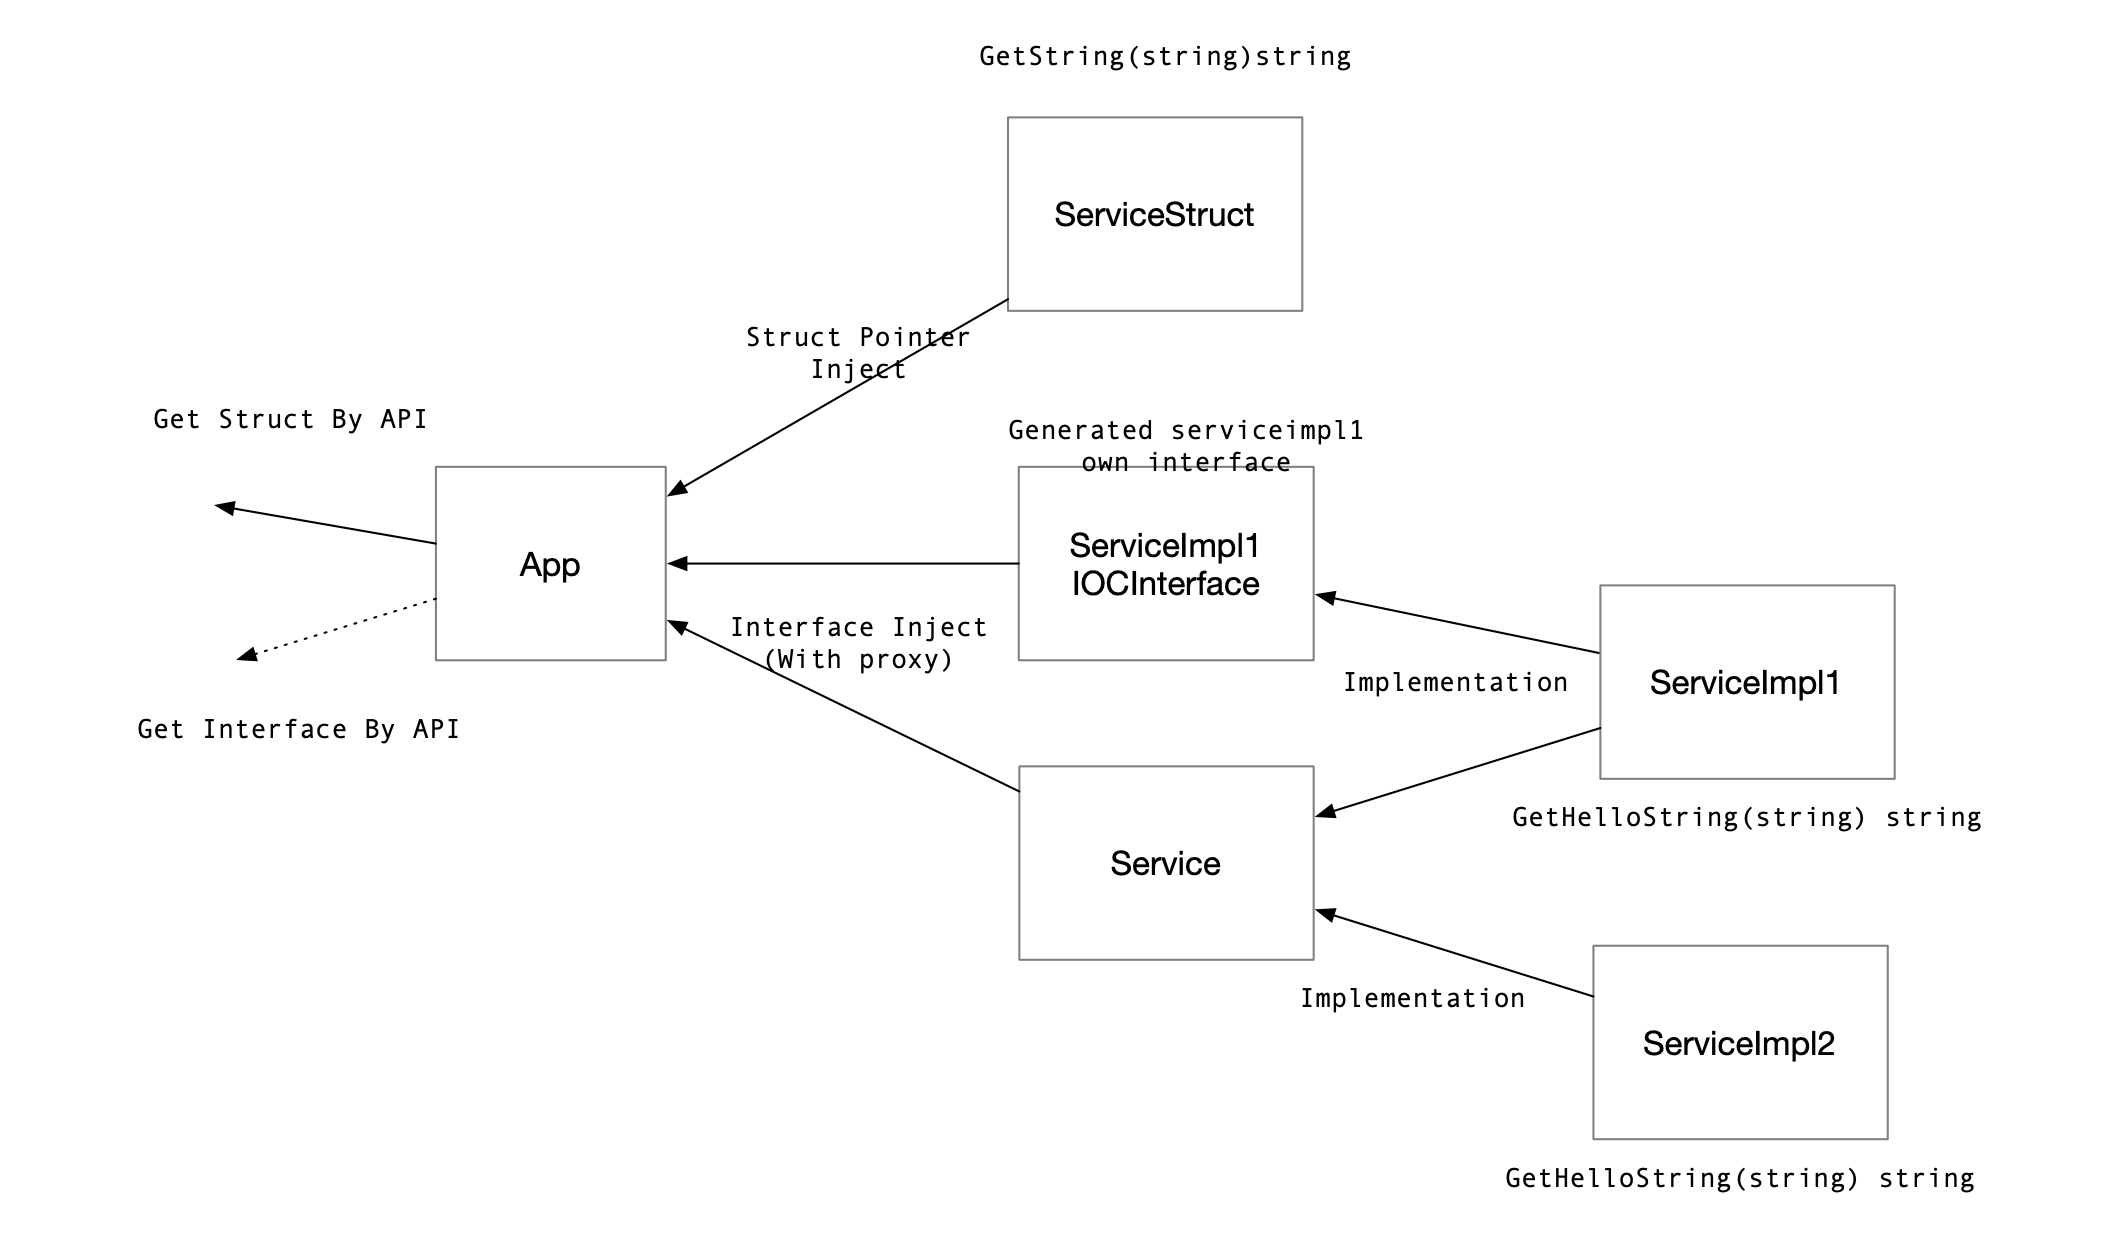 GetString(string)string
ServiceStruct
Struct Pointer
Inject
Get Struct By API
Generated serviceimpl1
own interface
App
ServiceImpl1
IOCInterface
Interface Inject
(With proxy)
Implementation
ServiceImpl1
Get Interface By API
GetHelloString(string) string
Service
Implementation
ServiceImpl2
GetHelloString(string) string